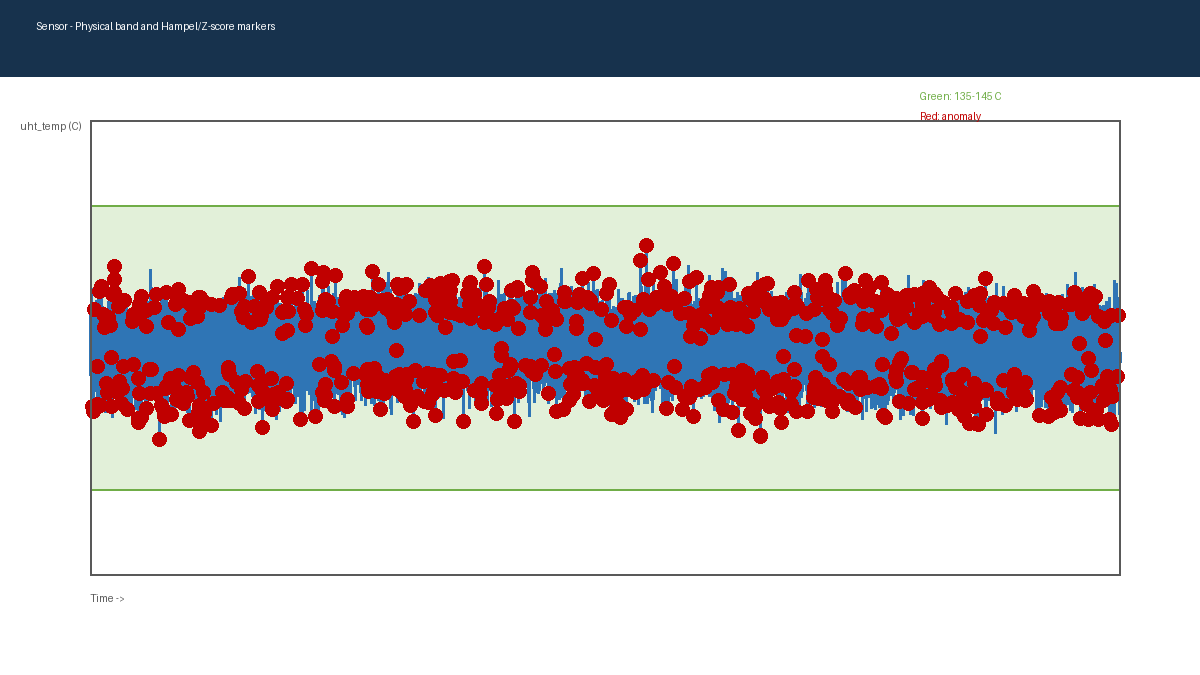 Sensor - Physical band and Hampel/Z-score markers
Green: 135-145 C
Red: anomaly
uht_temp (C)
Time ->